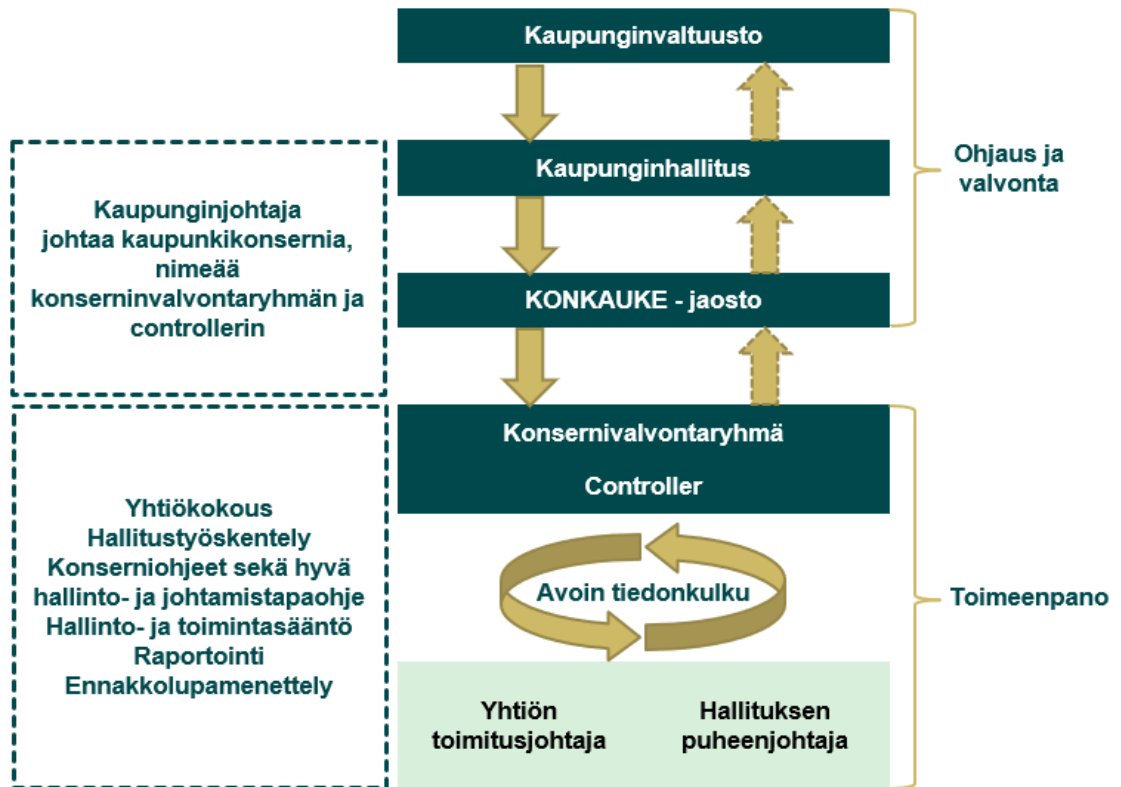 Kaupunginvaltuusto
Kaupunginhallitus
Ohjaus ja
valvonta
Kaupunginjohtaja
johtaa kaupunkikonsernia,
nimeää
konserninvalvontaryhmän ja
controllerin
KONKAUKE - jaosto
Konsernivalvontaryhmä
Controller
Yhtiökokous
Hallitustyöskentely
Konserniohjeet sekä hyvä
hallinto- ja johtamistapaohje
Hallinto- ja toimintasääntö
Raportointi
Ennakkolupamenettely
Avoin tiedonkulku
Toimeenpano
Yhtiön
toimitusjohtaja
Hallituksen
puheenjohtaja